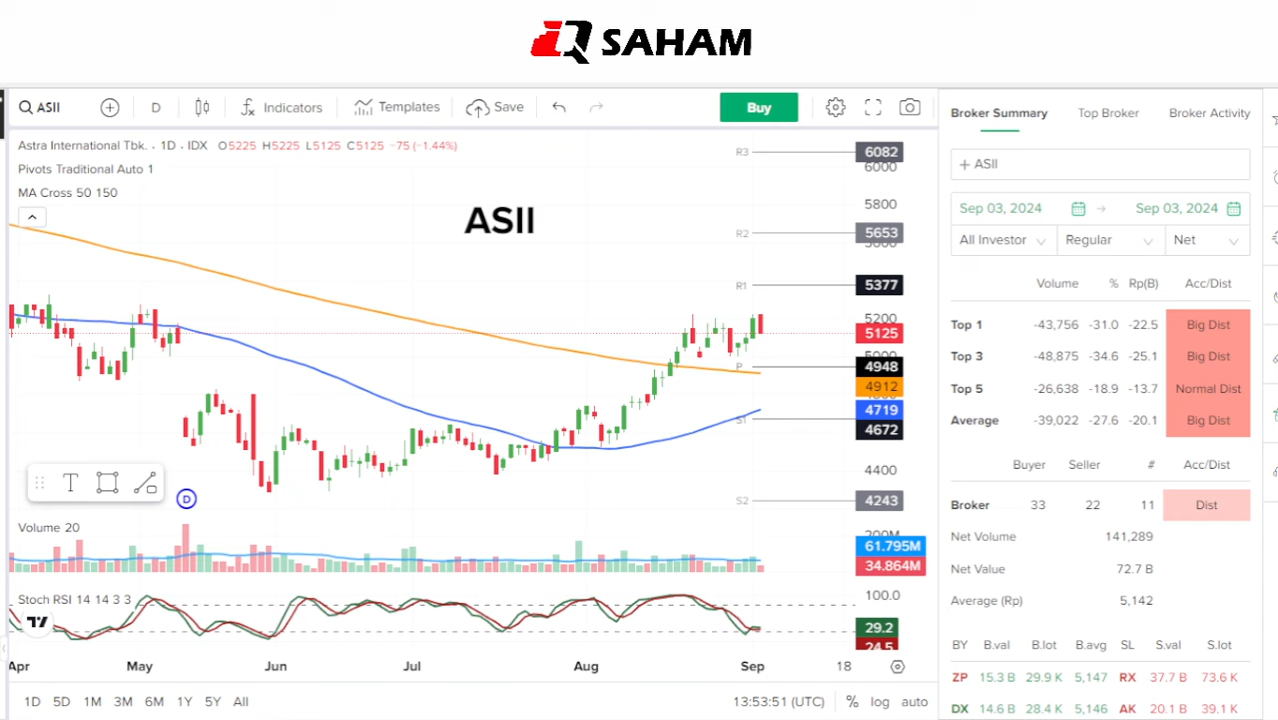 iQ SAHAM
ASII
D
Indicators
Templates
Save
Buy
Astra International Tbk. · 1D · IDX O5225 H5225 L5125 C5125 −75 (−1.44%)
Pivots Traditional Auto 1
MA Cross 50 150
ASII
R3
6082
6000
5800
R2
5653
R1
5377
5200
5125
P
4948
4912
4719
S1
4672
4400
S2
4243
T
D
Volume 20
61.795M
34.864M
Stoch RSI 14 14 3 3
100.0
29.2
24.5
Apr May Jun Jul Aug Sep 18
1D 5D 1M 3M 6M 1Y 5Y All
13:53:51 (UTC) % log auto
Broker Summary Top Broker Broker Activity
+ ASII
Sep 03, 2024 → Sep 03, 2024
All Investor Regular Net
Volume % Rp(B) Acc/Dist
Top 1 -43,756 -31.0 -22.5 Big Dist
Top 3 -48,875 -34.6 -25.1 Big Dist
Top 5 -26,638 -18.9 -13.7 Normal Dist
Average -39,022 -27.6 -20.1 Big Dist
Buyer Seller # Acc/Dist
Broker 33 22 11 Dist
Net Volume 141,289
Net Value 72.7 B
Average (Rp) 5,142
BY B.val B.lot B.avg SL S.val S.lot
ZP 15.3 B 29.9 K 5,147 RX 37.7 B 73.6 K
DX 14.6 B 28.4 K 5,146 AK 20.1 B 39.1 K